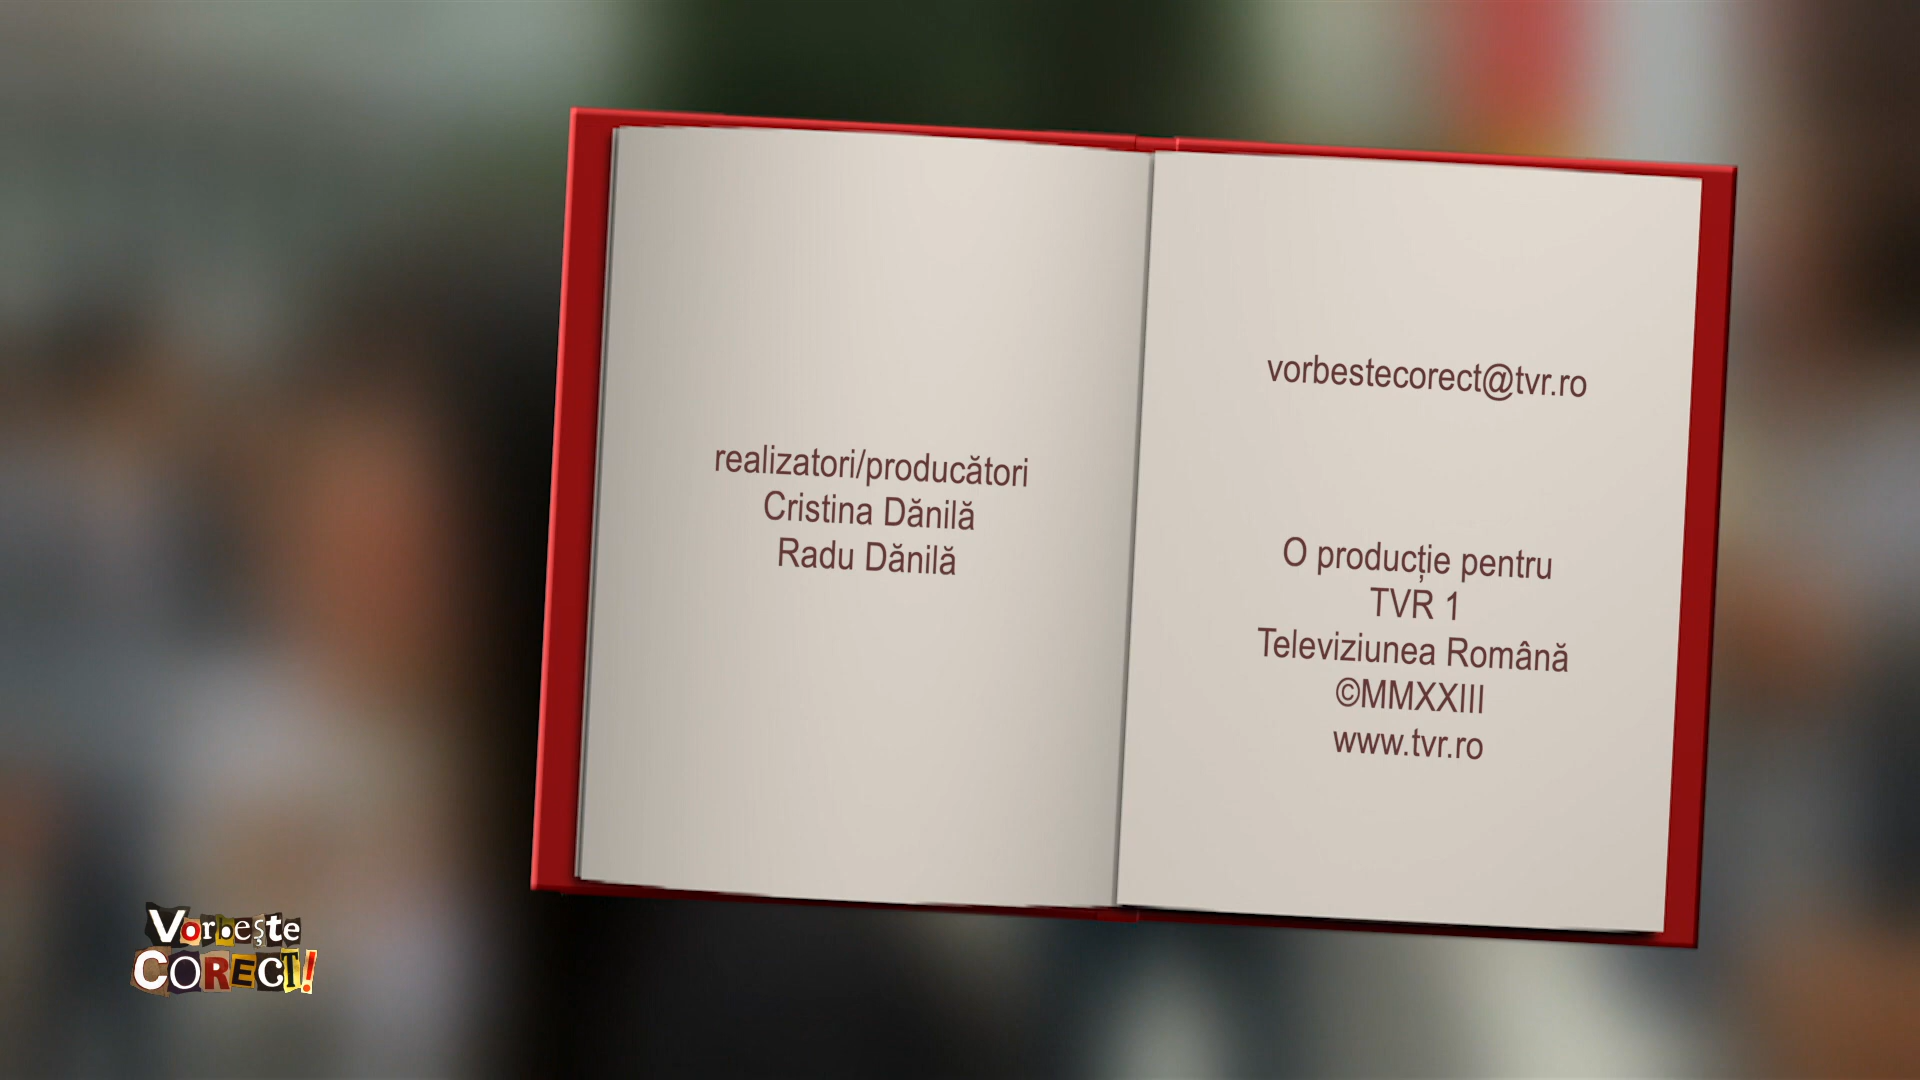 realizatori/producători
Cristina Dănilă
Radu Dănilă
vorbestecorect@tvr.ro
O producție pentru
TVR 1
Televiziunea Română
©MMXXIII
www.tvr.ro
Vorbeşte
CORECT!